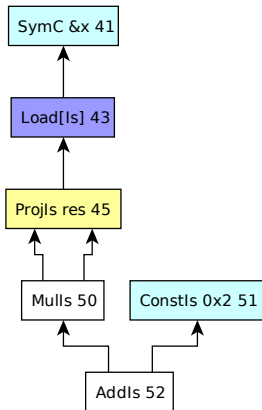 SymC &x 41
Load[Is] 43
ProjIs res 45
MulIs 50
ConstIs 0x2 51
AddIs 52